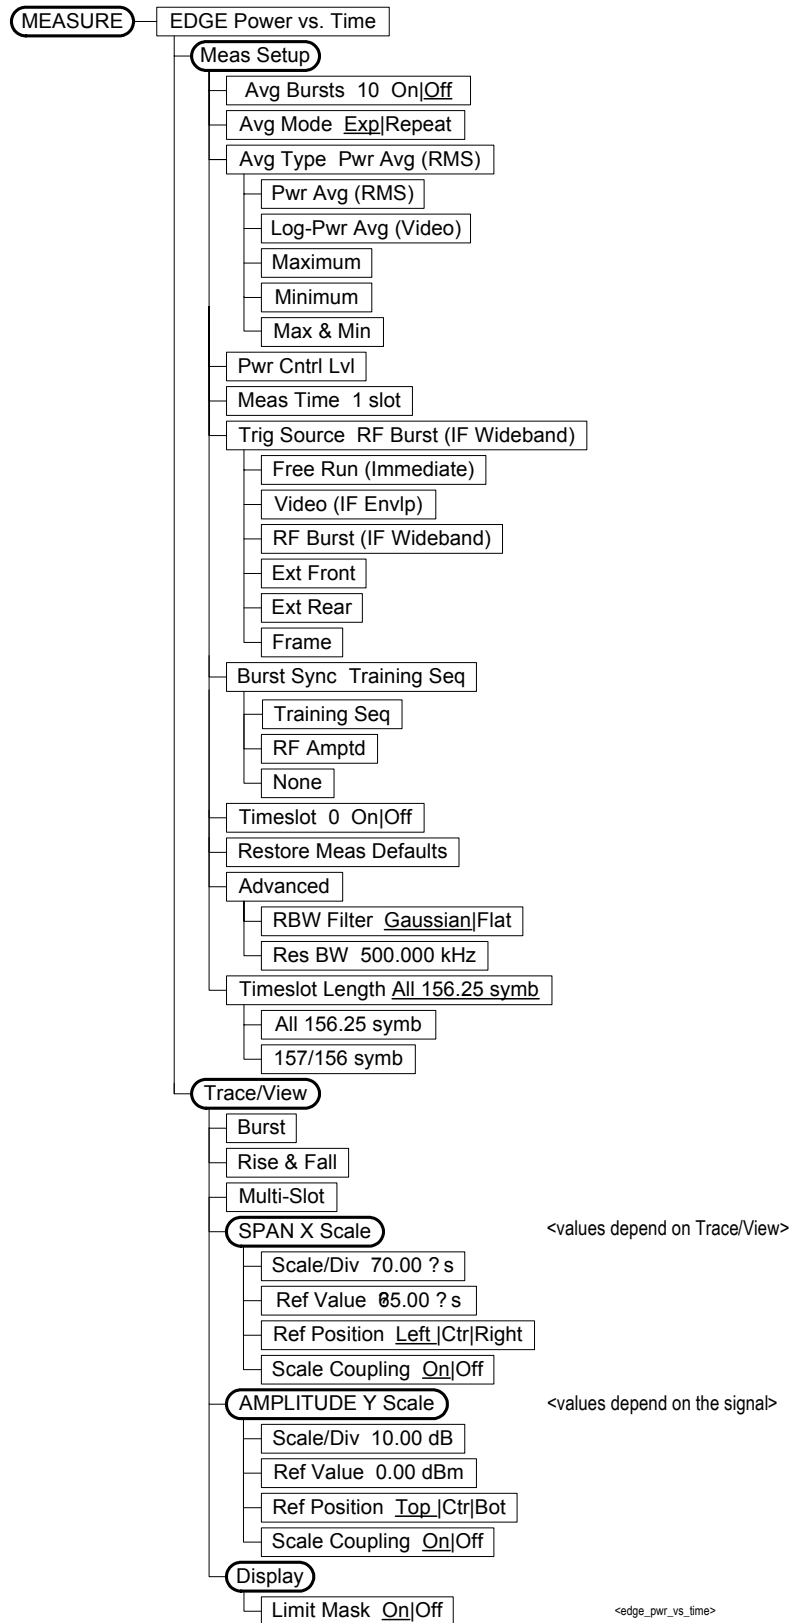 MEASURE EDGE Power vs. Time
Meas Setup
Avg Bursts 10 On|Off
Avg Mode Exp|Repeat
Avg Type Pwr Avg (RMS)
Pwr Avg (RMS)
Log-Pwr Avg (Video)
Maximum
Minimum
Max & Min
Pwr Cntrl Lvl
Meas Time 1 slot
Trig Source RF Burst (IF Wideband)
Free Run (Immediate)
Video (IF Envlp)
RF Burst (IF Wideband)
Ext Front
Ext Rear
Frame
Burst Sync Training Seq
Training Seq
RF Amptd
None
Timeslot 0 On|Off
Restore Meas Defaults
Advanced
RBW Filter Gaussian|Flat
Res BW 500.000 kHz
Timeslot Length All 156.25 symb
All 156.25 symb
157/156 symb
Trace/View
Burst
Rise & Fall
Multi-Slot
SPAN X Scale <values depend on Trace/View>
Scale/Div 70.00 ? s
Ref Value ? s
Ref Position Left |Ctr|Right
Scale Coupling On|Off
AMPLITUDE Y Scale <values depend on the signal>
Scale/Div 10.00 dB
Ref Value 0.00 dBm
Ref Position Top |Ctr|Bot
Scale Coupling On|Off
Display
Limit Mask On|Off <edge_pwr_vs_time>